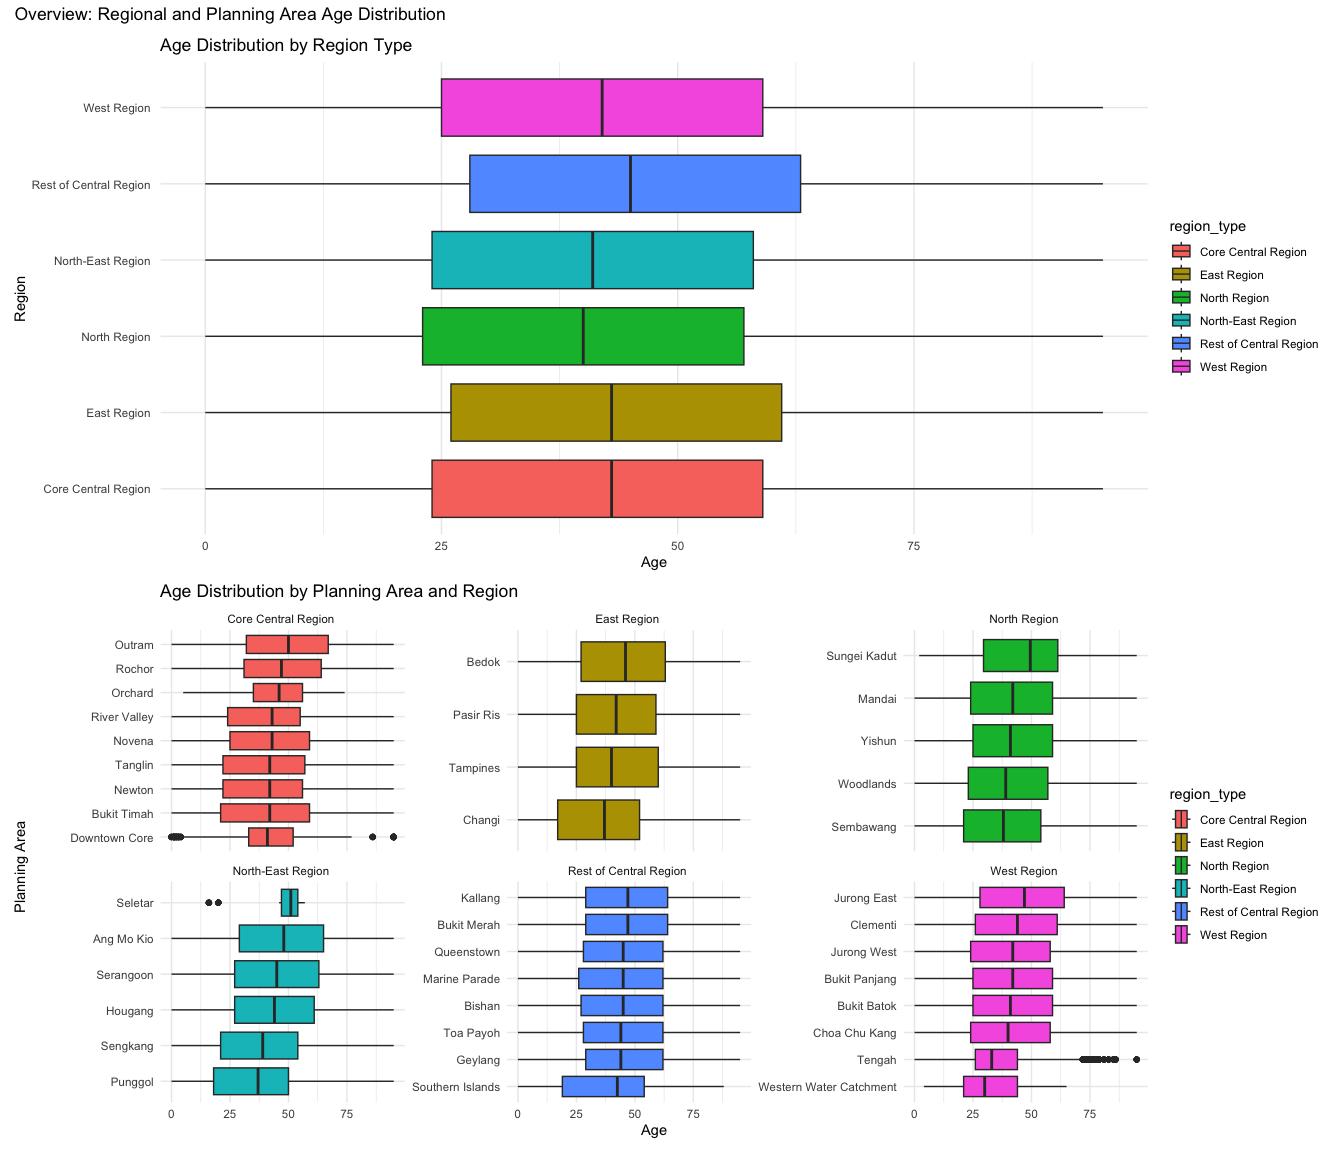 Overview: Regional and Planning Area Age Distribution
Age Distribution by Region Type
Region
West Region
Rest of Central Region
North-East Region
North Region
East Region
Core Central Region
0 25 50 75
Age
region_type
Core Central Region
East Region
North Region
North-East Region
Rest of Central Region
West Region
Age Distribution by Planning Area and Region
Planning Area
Core Central Region
Outram
Rochor
Orchard
River Valley
Novena
Tanglin
Newton
Bukit Timah
Downtown Core
East Region
Bedok
Pasir Ris
Tampines
Changi
North Region
Sungei Kadut
Mandai
Yishun
Woodlands
Sembawang
North-East Region
Seletar
Ang Mo Kio
Serangoon
Hougang
Sengkang
Punggol
0 25 50 75
Rest of Central Region
Kallang
Bukit Merah
Queenstown
Marine Parade
Bishan
Toa Payoh
Geylang
Southern Islands
0 25 50 75
West Region
Jurong East
Clementi
Jurong West
Bukit Panjang
Bukit Batok
Choa Chu Kang
Tengah
Western Water Catchment
0 25 50 75
Age
region_type
Core Central Region
East Region
North Region
North-East Region
Rest of Central Region
West Region